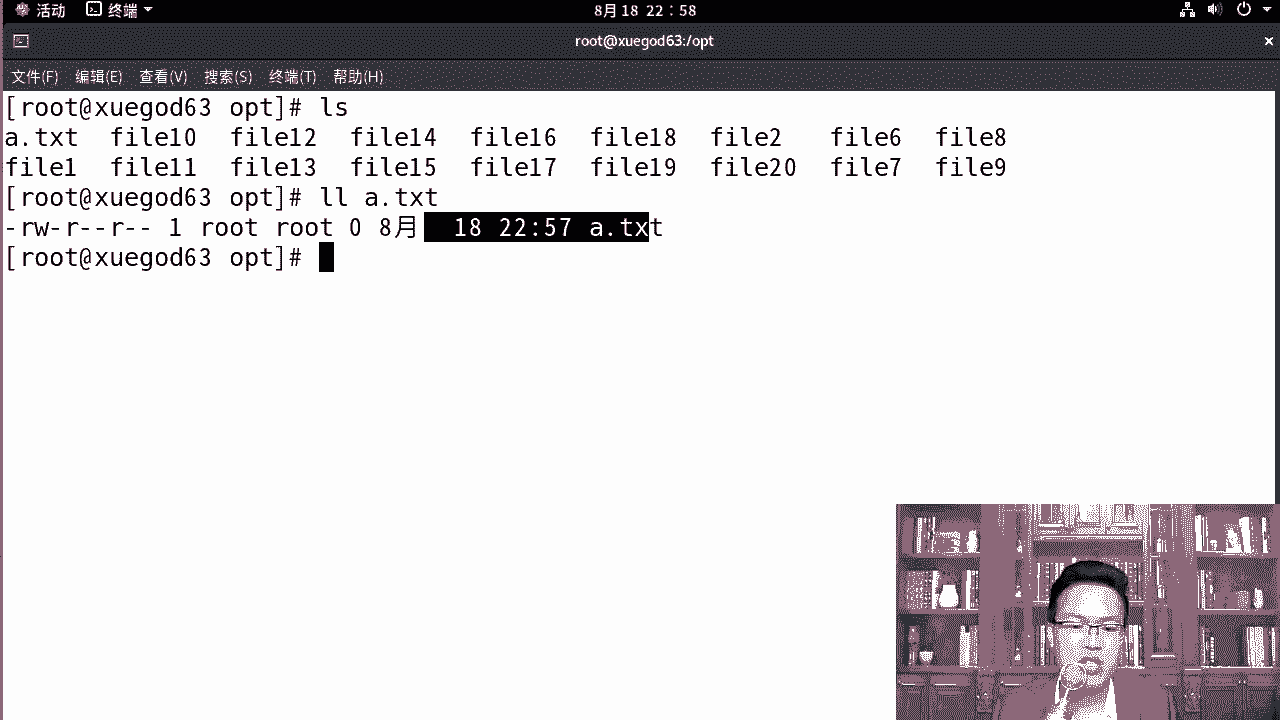 活动 终端 8月18 22：58
root@xuegod63:/opt ×
文件(F) 编辑(E) 查看(V) 搜索(S) 终端(T) 帮助(H)
[root@xuegod63 opt]# ls
a.txt file10 file12 file14 file16 file18 file2 file6 file8
file1 file11 file13 file15 file17 file19 file20 file7 file9
[root@xuegod63 opt]# ll a.txt
-rw-r--r-- 1 root root 0 8月 18 22:57 a.txt
[root@xuegod63 opt]#